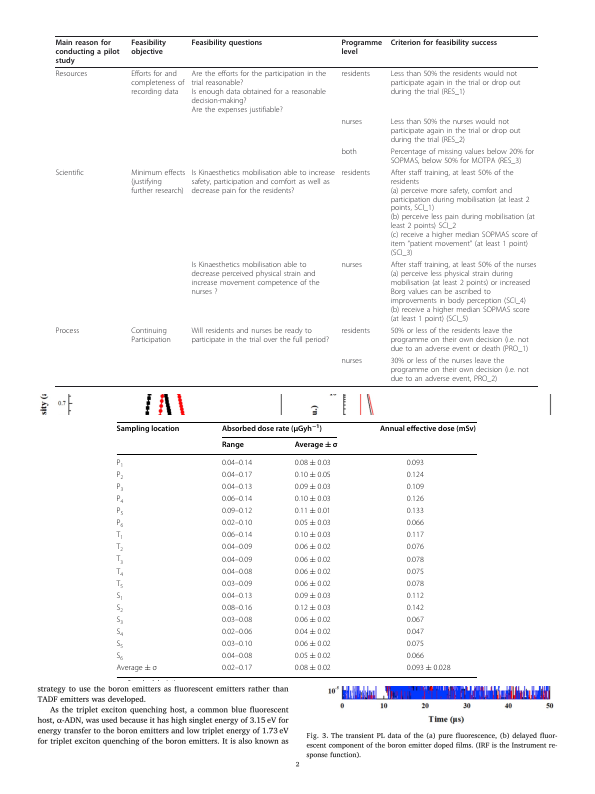 Main reason for conducting a pilot study | Feasibility objective | Feasibility questions | Programme level | Criterion for feasibility success
Resources
Efforts for and
completeness of
recording data
Are the efforts for the participation in the
trial reasonable?
Is enough data obtained for a reasonable
decision-making?
Are the expenses justifiable?
residents
Less than 50% the residents would not
participate again in the trial or drop out
during the trial (RES_1)
nurses
Less than 50% the nurses would not
participate again in the trial or drop out
during the trial (RES_2)
both
Percentage of missing values below 20% for
SOPMAS, below 50% for MOTPA (RES_3)
Scientific
Minimum effects
(justifying
further research)
Is Kinaesthetics mobilisation able to increase
safety, participation and comfort as well as
decrease pain for the residents?
residents
After staff training, at least 50% of the
residents
(a) perceive more safety, comfort and
participation during mobilisation (at least 2
points, SCI_1)
(b) perceive less pain during mobilisation (at
least 2 points) SCI_2
(c) receive a higher median SOPMAS score of
item "patient movement" (at least 1 point)
(SCI_3)
Is Kinaesthetics mobilisation able to
decrease perceived physical strain and
increase movement competence of the
nurses ?
nurses
After staff training, at least 50% of the nurses
(a) perceive less physical strain during
mobilisation (at least 2 points) or increased
Borg values can be ascribed to
improvements in body perception (SCI_4)
(b) receive a higher median SOPMAS score
(at least 1 point) (SCI_5)
Process
Continuing
Participation
Will residents and nurses be ready to
participate in the trial over the full period?
residents
50% or less of the residents leave the
programme on their own decision (i.e. not
due to an adverse event or death (PRO_1)
nurses
30% or less of the nurses leave the
programme on their own decision (i.e. not
due to an adverse event, PRO_2)
0.7
Sampling location Absorbed dose rate (μGyh⁻¹) Annual effective dose (mSv)
Range Average ± σ
P₁ 0.04–0.14 0.08 ± 0.03 0.093
P₂ 0.04–0.17 0.10 ± 0.05 0.124
P₃ 0.04–0.13 0.09 ± 0.03 0.109
P₄ 0.06–0.14 0.10 ± 0.03 0.126
P₅ 0.09–0.12 0.11 ± 0.01 0.133
P₆ 0.02–0.10 0.05 ± 0.03 0.066
T₁ 0.06–0.14 0.10 ± 0.03 0.117
T₂ 0.04–0.09 0.06 ± 0.02 0.076
T₃ 0.04–0.09 0.06 ± 0.02 0.078
T₄ 0.04–0.08 0.06 ± 0.02 0.075
T₅ 0.03–0.09 0.06 ± 0.02 0.078
S₁ 0.04–0.13 0.09 ± 0.03 0.112
S₂ 0.08–0.16 0.12 ± 0.03 0.142
S₃ 0.03–0.08 0.06 ± 0.02 0.067
S₄ 0.02–0.06 0.04 ± 0.02 0.047
S₅ 0.03–0.10 0.06 ± 0.02 0.075
S₆ 0.04–0.08 0.05 ± 0.02 0.066
Average ± σ 0.02–0.17 0.08 ± 0.02 0.093 ± 0.028
strategy to use the boron emitters as fluorescent emitters rather than
TADF emitters was developed.
As the triplet exciton quenching host, a common blue fluorescent
host, α-ADN, was used because it has high singlet energy of 3.15 eV for
energy transfer to the boron emitters and low triplet energy of 1.73 eV
for triplet exciton quenching of the boron emitters. It is also known as
0 10 20 30 40 50
Time (μs)
Fig. 3. The transient PL data of the (a) pure fluorescence, (b) delayed fluor-
escent component of the boron emitter doped films. (IRF is the Instrument re-
sponse function).
2